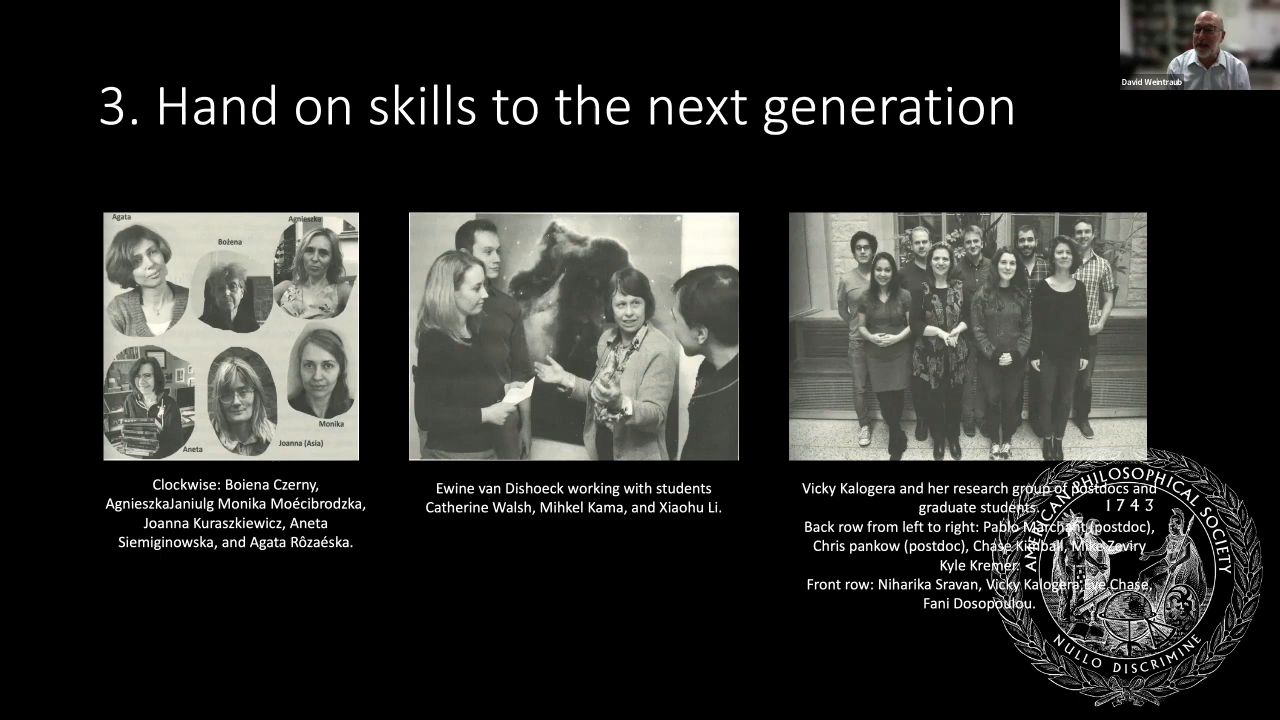 David Weintraub
3. Hand on skills to the next generation
Agata
Agnieszka
Bożena
Monika
Joanna (Asia)
Aneta
Clockwise: Boiena Czerny,
AgnieszkaJaniulg Monika Moécibrodzka,
Joanna Kuraszkiewicz, Aneta
Siemiginowska, and Agata Rôzaéska.
Ewine van Dishoeck working with students
Catherine Walsh, Mihkel Kama, and Xiaohu Li.
Vicky Kalogera and her research group of postdocs and
graduate students.
Back row from left to right: Pablo Marchant (postdoc),
Chris pankow (postdoc), Chase Kimball, Mike Zeviry
Kyle Kremer.
Front row: Niharika Sravan, Vicky Kalogera, Eve Chase,
Fani Dosopoulou.
AMERICAN PHILOSOPHICAL SOCIETY
1743
NULLO DISCRIMINE